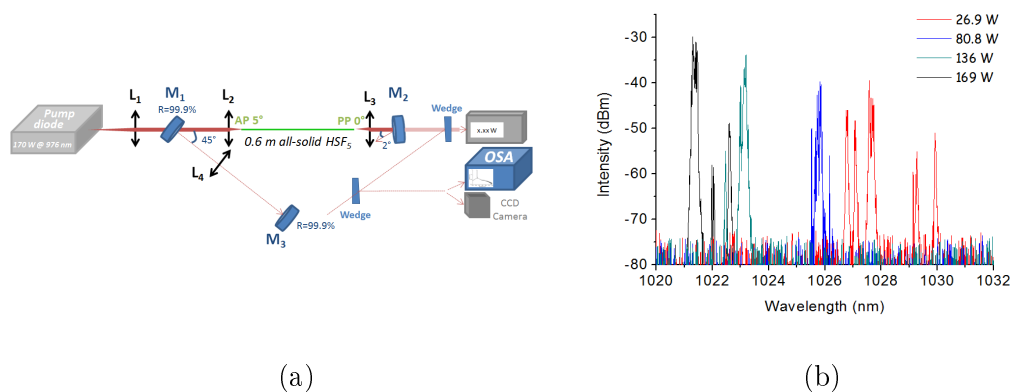 Pump diode
170 W @ 976 nm
L1
M1
R=99.9%
L2
AP 5°
45°
L4
0.6 m all-solid HSF5
PP 0°
L3
M2
2°
Wedge
x,xx W
OSA
CCD
Camera
Wedge
M3
R=99.9%
(a)
Intensity (dBm)
-30
-40
-50
-60
-70
-80
1020 1022 1024 1026 1028 1030 1032
Wavelength (nm)
26.9 W
80.8 W
136 W
169 W
(b)